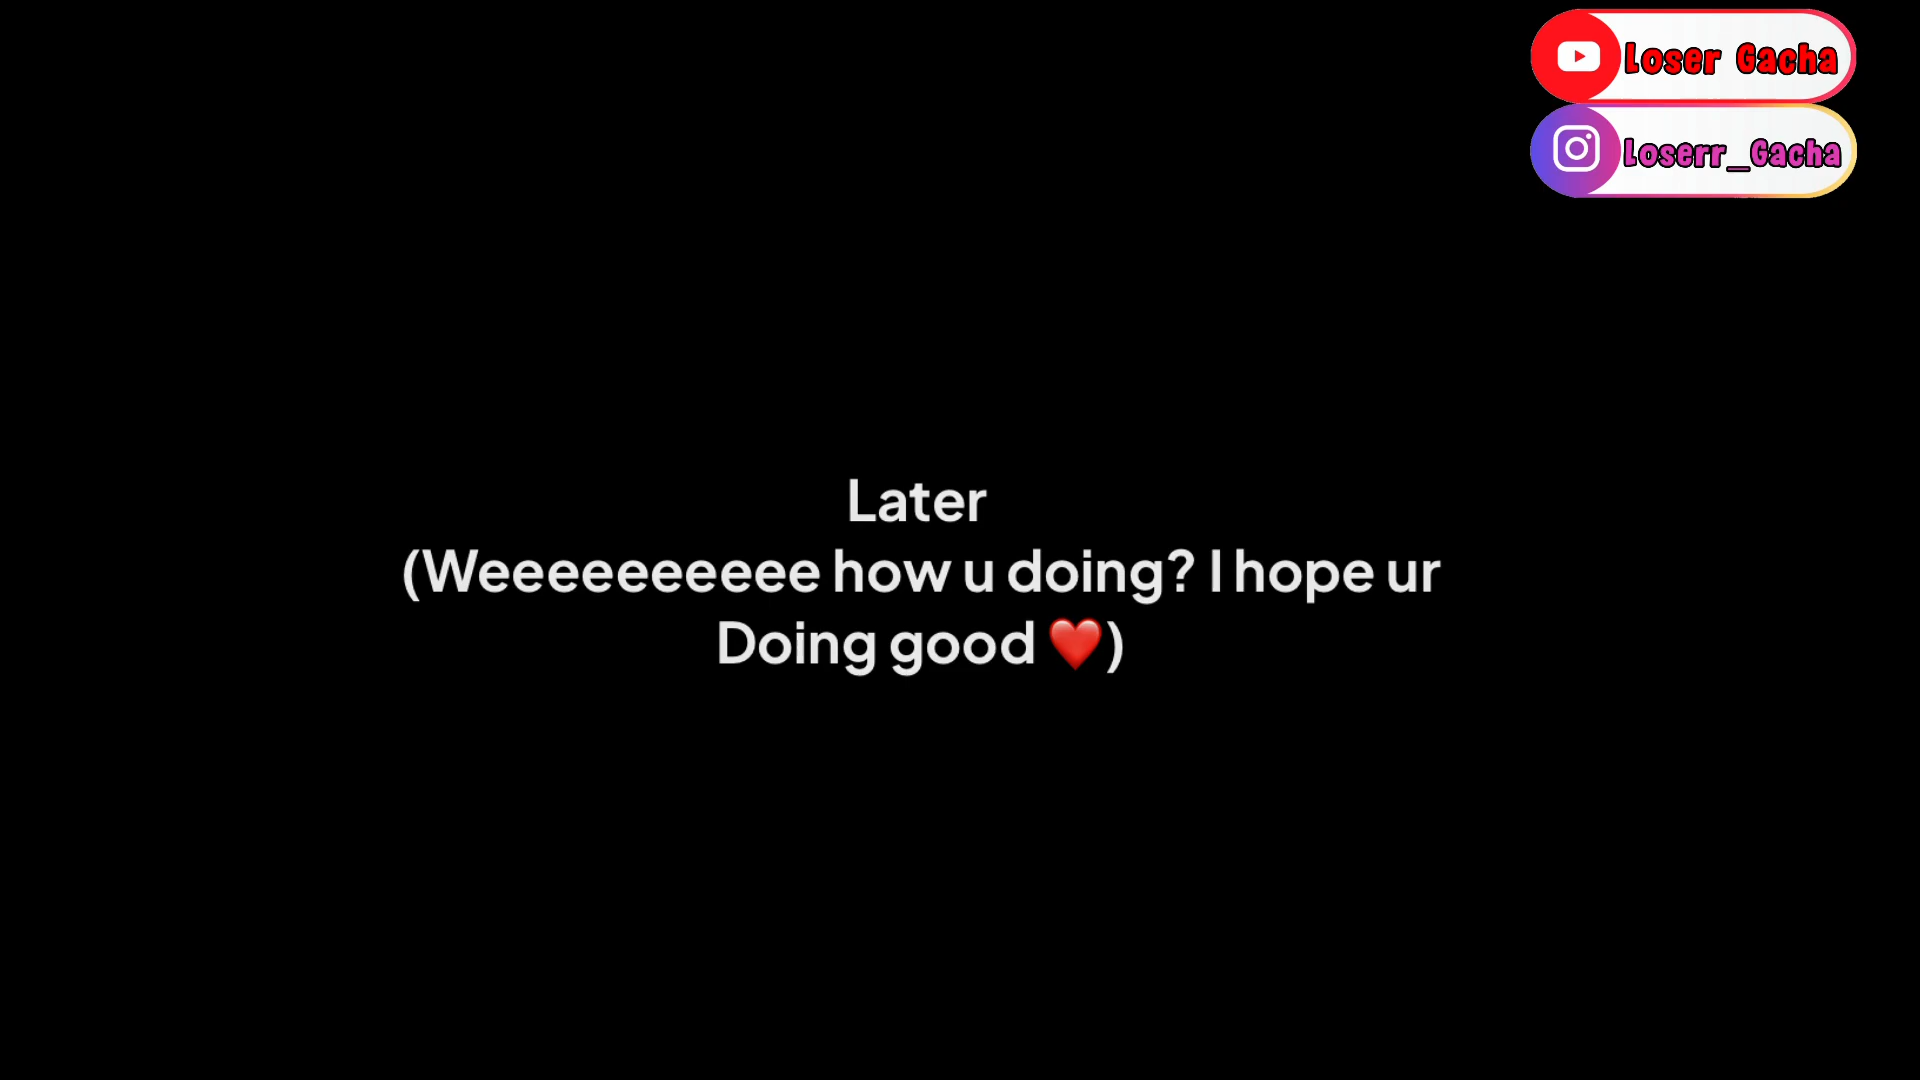 Loser Gacha
Loserr_Gacha
Later
(Weeeeeeeeee how u doing? I hope ur
Doing good ❤️)